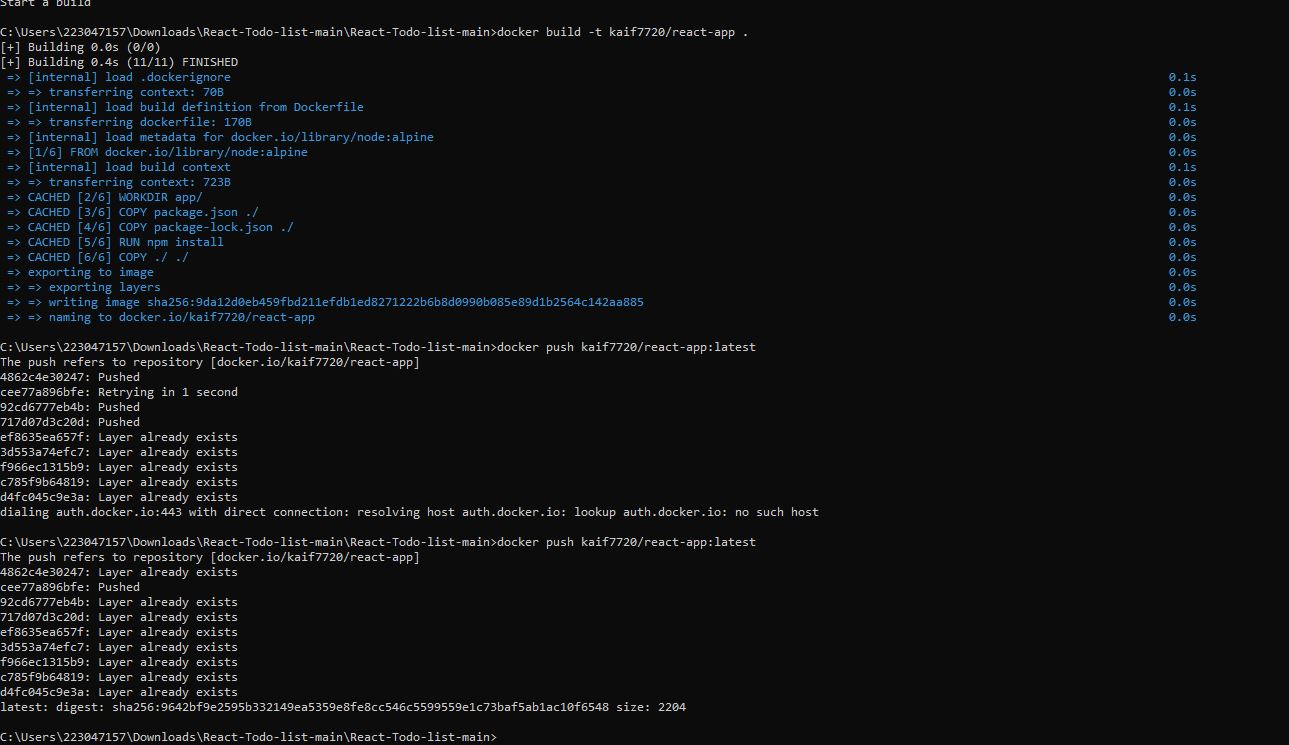 Start a build
C:\Users\223047157\Downloads\React-Todo-list-main\React-Todo-list-main>docker build -t kaif7720/react-app .
[+] Building 0.0s (0/0)
[+] Building 0.4s (11/11) FINISHED
=> [internal] load .dockerignore 0.1s
=> => transferring context: 70B 0.0s
=> [internal] load build definition from Dockerfile 0.1s
=> => transferring dockerfile: 170B 0.0s
=> [internal] load metadata for docker.io/library/node:alpine 0.0s
=> [1/6] FROM docker.io/library/node:alpine 0.0s
=> [internal] load build context 0.1s
=> => transferring context: 723B 0.0s
=> CACHED [2/6] WORKDIR app/ 0.0s
=> CACHED [3/6] COPY package.json ./ 0.0s
=> CACHED [4/6] COPY package-lock.json ./ 0.0s
=> CACHED [5/6] RUN npm install 0.0s
=> CACHED [6/6] COPY ./ ./ 0.0s
=> exporting to image 0.0s
=> => exporting layers 0.0s
=> => writing image sha256:9da12d0eb459fbd211efdb1ed8271222b6b8d0990b085e89d1b2564c142aa885 0.0s
=> => naming to docker.io/kaif7720/react-app 0.0s
C:\Users\223047157\Downloads\React-Todo-list-main\React-Todo-list-main>docker push kaif7720/react-app:latest
The push refers to repository [docker.io/kaif7720/react-app]
4862c4e30247: Pushed
cee77a896bfe: Retrying in 1 second
92cd6777eb4b: Pushed
717d07d3c20d: Pushed
ef8635ea657f: Layer already exists
3d553a74efc7: Layer already exists
f966ec1315b9: Layer already exists
c785f9b64819: Layer already exists
d4fc045c9e3a: Layer already exists
dialing auth.docker.io:443 with direct connection: resolving host auth.docker.io: lookup auth.docker.io: no such host
C:\Users\223047157\Downloads\React-Todo-list-main\React-Todo-list-main>docker push kaif7720/react-app:latest
The push refers to repository [docker.io/kaif7720/react-app]
4862c4e30247: Layer already exists
cee77a896bfe: Pushed
92cd6777eb4b: Layer already exists
717d07d3c20d: Layer already exists
ef8635ea657f: Layer already exists
3d553a74efc7: Layer already exists
f966ec1315b9: Layer already exists
c785f9b64819: Layer already exists
d4fc045c9e3a: Layer already exists
latest: digest: sha256:9642bf9e2595b332149ea5359e8fe8cc546c5599559e1c73baf5ab1ac10f6548 size: 2204
C:\Users\223047157\Downloads\React-Todo-list-main\React-Todo-list-main>